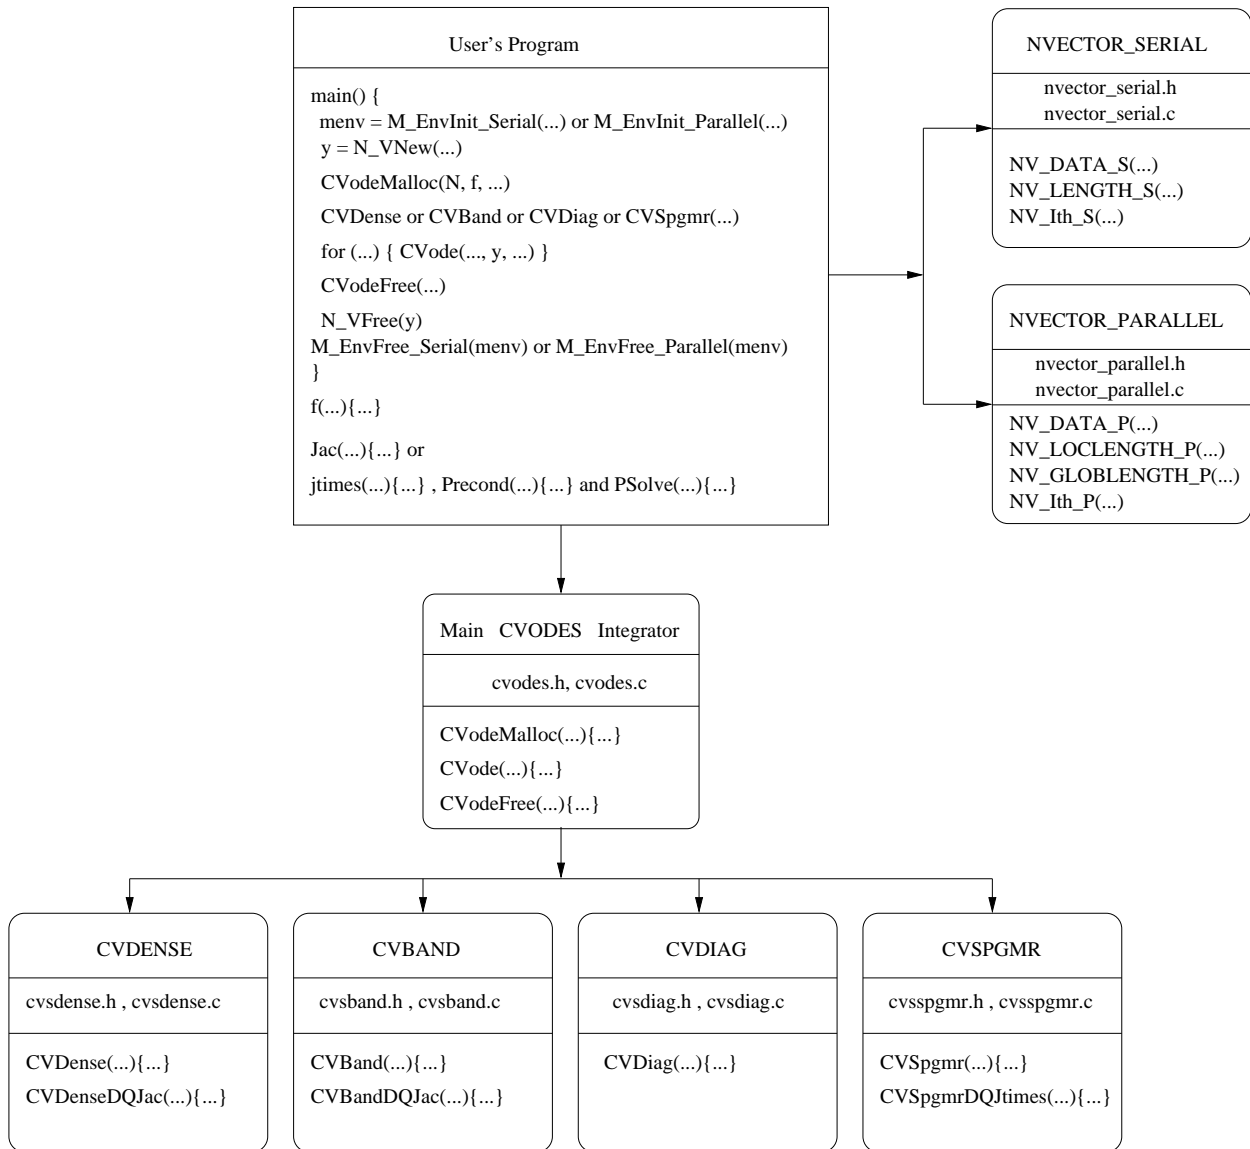 User's Program
main() {
menv = M_EnvInit_Serial(...) or M_EnvInit_Parallel(...)
y = N_VNew(...)
CVodeMalloc(N, f, ...)
CVDense or CVBand or CVDiag or CVSpgmr(...)
for (...) { CVode(..., y, ...) }
CVodeFree(...)
N_VFree(y)
M_EnvFree_Serial(menv) or M_EnvFree_Parallel(menv)
}
f(...){...}
Jac(...){...} or
jtimes(...){...} , Precond(...){...} and PSolve(...){...}
NVECTOR_SERIAL
nvector_serial.h
nvector_serial.c
NV_DATA_S(...)
NV_LENGTH_S(...)
NV_Ith_S(...)
NVECTOR_PARALLEL
nvector_parallel.h
nvector_parallel.c
NV_DATA_P(...)
NV_LOCLENGTH_P(...)
NV_GLOBLENGTH_P(...)
NV_Ith_P(...)
Main CVODES Integrator
cvodes.h, cvodes.c
CVodeMalloc(...){...}
CVode(...){...}
CVodeFree(...){...}
CVDENSE
cvsdense.h , cvsdense.c
CVDense(...){...}
CVDenseDQJac(...){...}
CVBAND
cvsband.h , cvsband.c
CVBand(...){...}
CVBandDQJac(...){...}
CVDIAG
cvsdiag.h , cvsdiag.c
CVDiag(...){...}
CVSPGMR
cvsspgmr.h , cvsspgmr.c
CVSpgmr(...){...}
CVSpgmrDQJtimes(...){...}